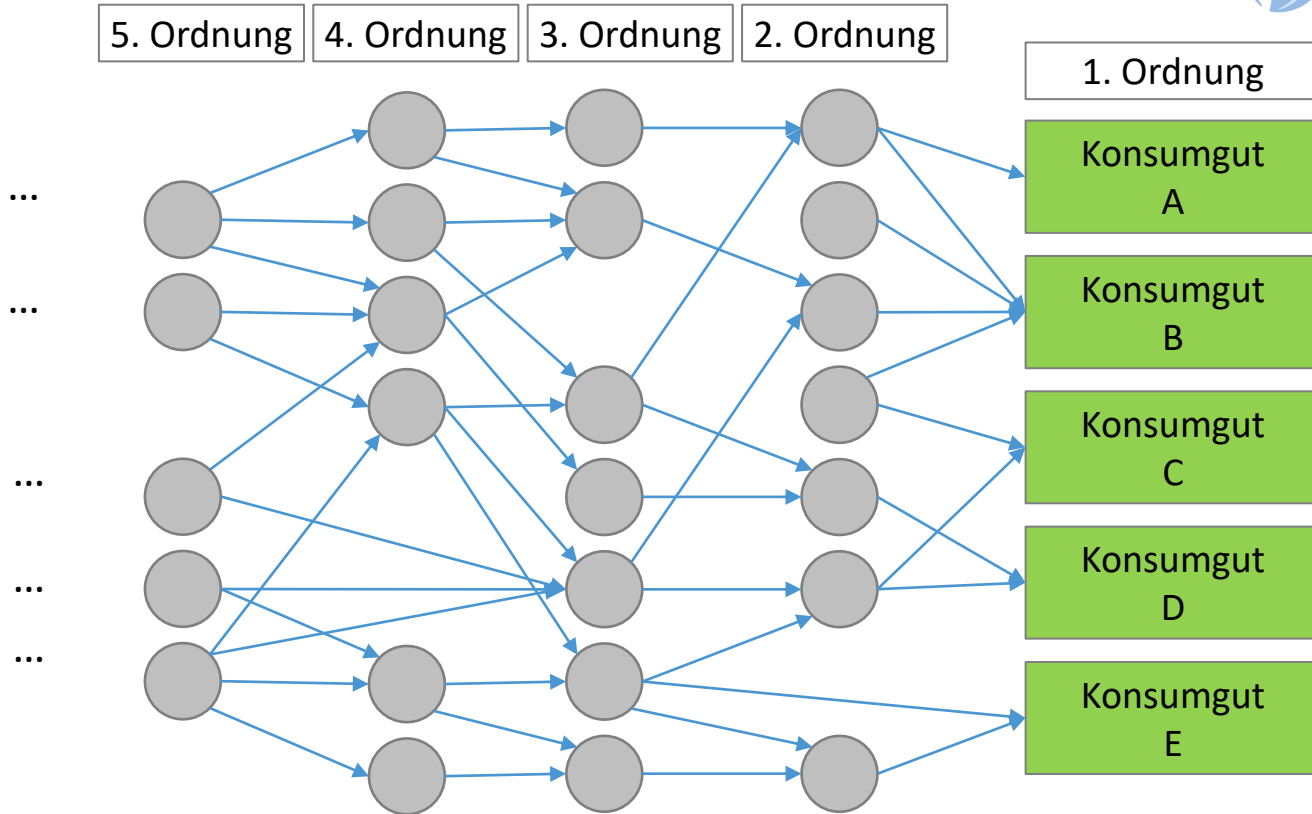 5. Ordnung
4. Ordnung
3. Ordnung
2. Ordnung
1. Ordnung
Konsumgut
A
Konsumgut
B
Konsumgut
C
Konsumgut
D
Konsumgut
E
...
...
...
...
...